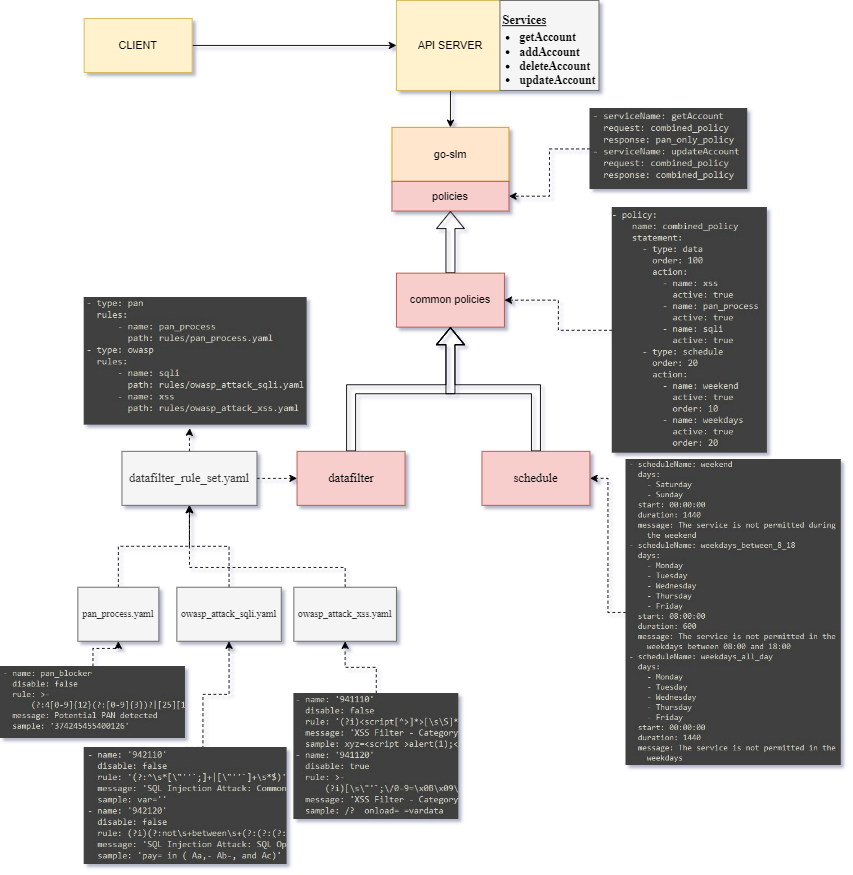 CLIENT
API SERVER
Services
• getAccount
• addAccount
• deleteAccount
• updateAccount
go-slm
policies
- serviceName: getAccount
request: combined_policy
response: pan_only_policy
- serviceName: updateAccount
request: combined_policy
response: combined_policy
- policy:
name: combined_policy
statement:
- type: data
order: 100
action:
- name: xss
active: true
- name: pan_process
active: true
- name: sqli
active: true
- type: schedule
order: 20
action:
- name: weekend
active: true
order: 10
- name: weekdays
active: true
order: 20
common policies
- type: pan
rules:
- name: pan_process
path: rules/pan_process.yaml
- type: owasp
rules:
- name: sqli
path: rules/owasp_attack_sqli.yaml
- name: xss
path: rules/owasp_attack_xss.yaml
datafilter_rule_set.yaml
datafilter
schedule
- scheduleName: weekend
days:
- Saturday
- Sunday
start: 00:00:00
duration: 1440
message: The service is not permitted during
the weekend
- scheduleName: weekdays_between_8_18
days:
- Monday
- Tuesday
- Wednesday
- Thursday
- Friday
start: 08:00:00
duration: 600
message: The service is not permitted in the
weekdays between 08:00 and 18:00
- scheduleName: weekdays_all_day
days:
- Monday
- Tuesday
- Wednesday
- Thursday
- Friday
start: 00:00:00
duration: 1440
message: The service is not permitted in the
weekdays
pan_process.yaml
owasp_attack_sqli.yaml
owasp_attack_xss.yaml
- name: pan_blocker
disable: false
rule: >-
(?:4[0-9]{12}(?:[0-9]{3})?|[25][1
message: Potential PAN detected
sample: '374245455400126'
- name: '942110'
disable: false
rule: '(?:^\s*[\"'`;]+|[\"'`]+\s*$)'
message: 'SQL Injection Attack: Common
sample: var=''
- name: '942120'
disable: false
rule: (?i)(?:not\s+between\s+(?:(?:(?:
message: 'SQL Injection Attack: SQL Op
sample: 'pay= in ( Aa,- Ab-, and Ac)'
- name: '941110'
disable: false
rule: '(?i)<script[^>]*>[\s\S]*
message: 'XSS Filter - Category
sample: xyz=<script >alert(1);<
- name: '941120'
disable: true
rule: >-
(?i)[\s\"'`;\/0-9=\x0B\x09\
message: 'XSS Filter - Category
sample: /? onload= =vardata